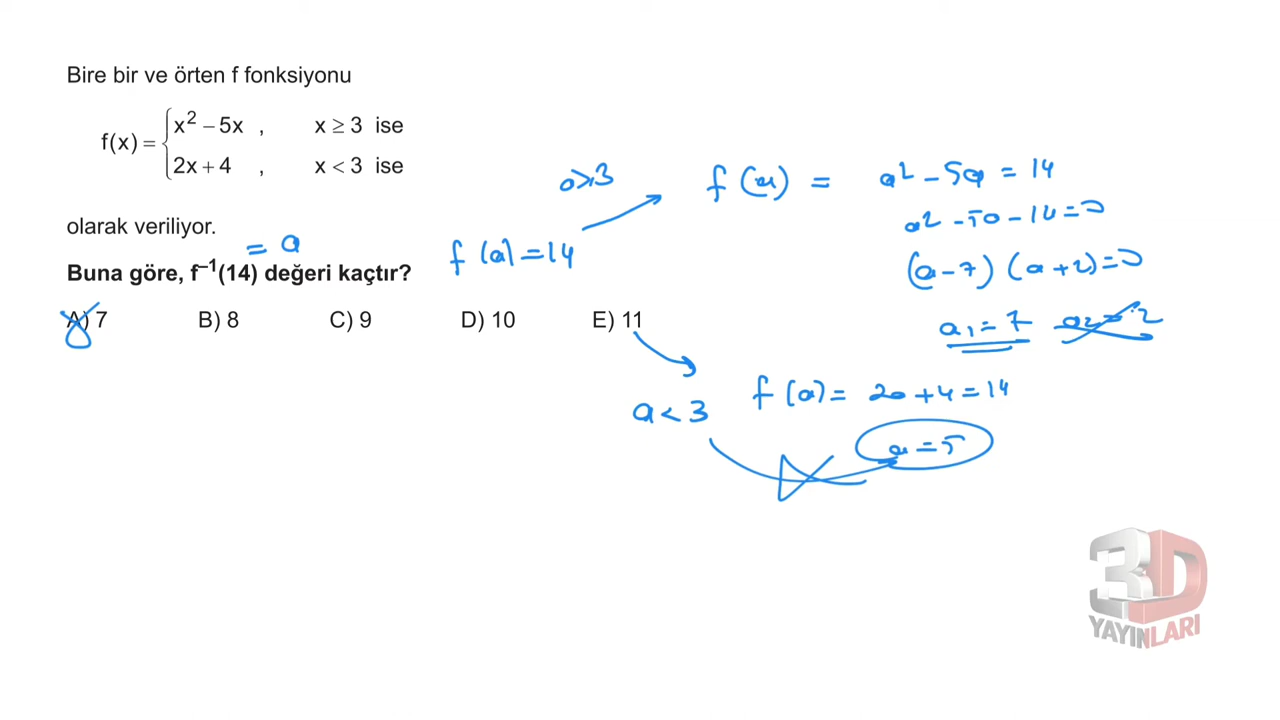 Bire bir ve örten f fonksiyonu
f(x) = { x² – 5x , x ≥ 3 ise
2x + 4 , x < 3 ise
olarak veriliyor.
= a
Buna göre, f⁻¹(14) değeri kaçtır?
A) 7 B) 8 C) 9 D) 10 E) 11
f(a) = 14
a ≥ 3
f(a) = a² – 5a = 14
a² – 5a – 14 = 0
(a – 7) (a + 2) = 0
a₁ = 7 a₂ = -2
a < 3
f(a) = 2a + 4 = 14
a = 5
3D
YAYINLARI